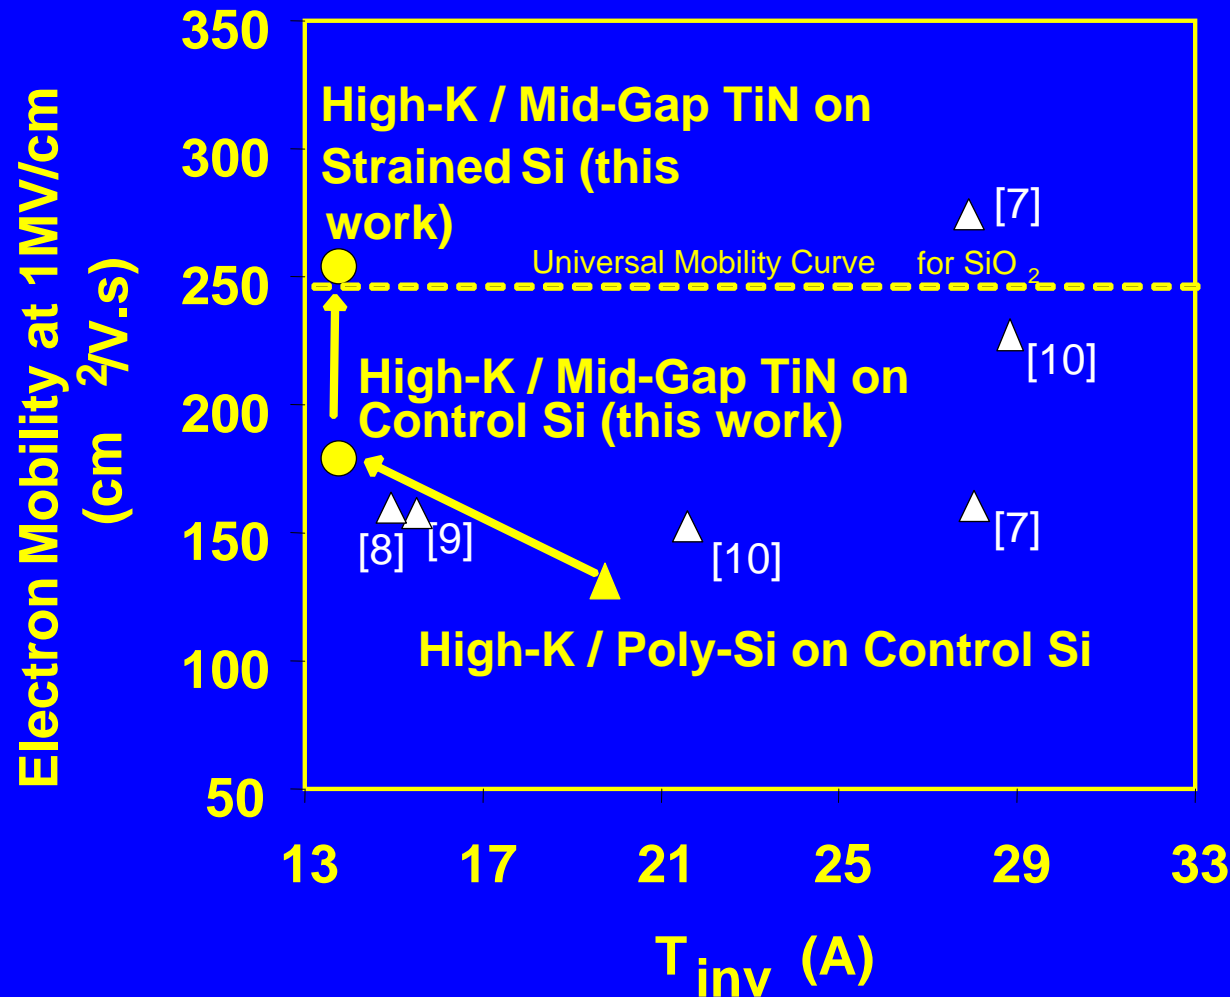 Electron Mobility at 1MV/cm
(cm 2/V.s)
350
300
250
200
150
100
50
High-K / Mid-Gap TiN on
Strained Si (this
work)
[7]
Universal Mobility Curve for SiO 2
[10]
High-K / Mid-Gap TiN on
Control Si (this work)
[8]
[9]
[10]
[7]
High-K / Poly-Si on Control Si
13 17 21 25 29 33
T inv (A)